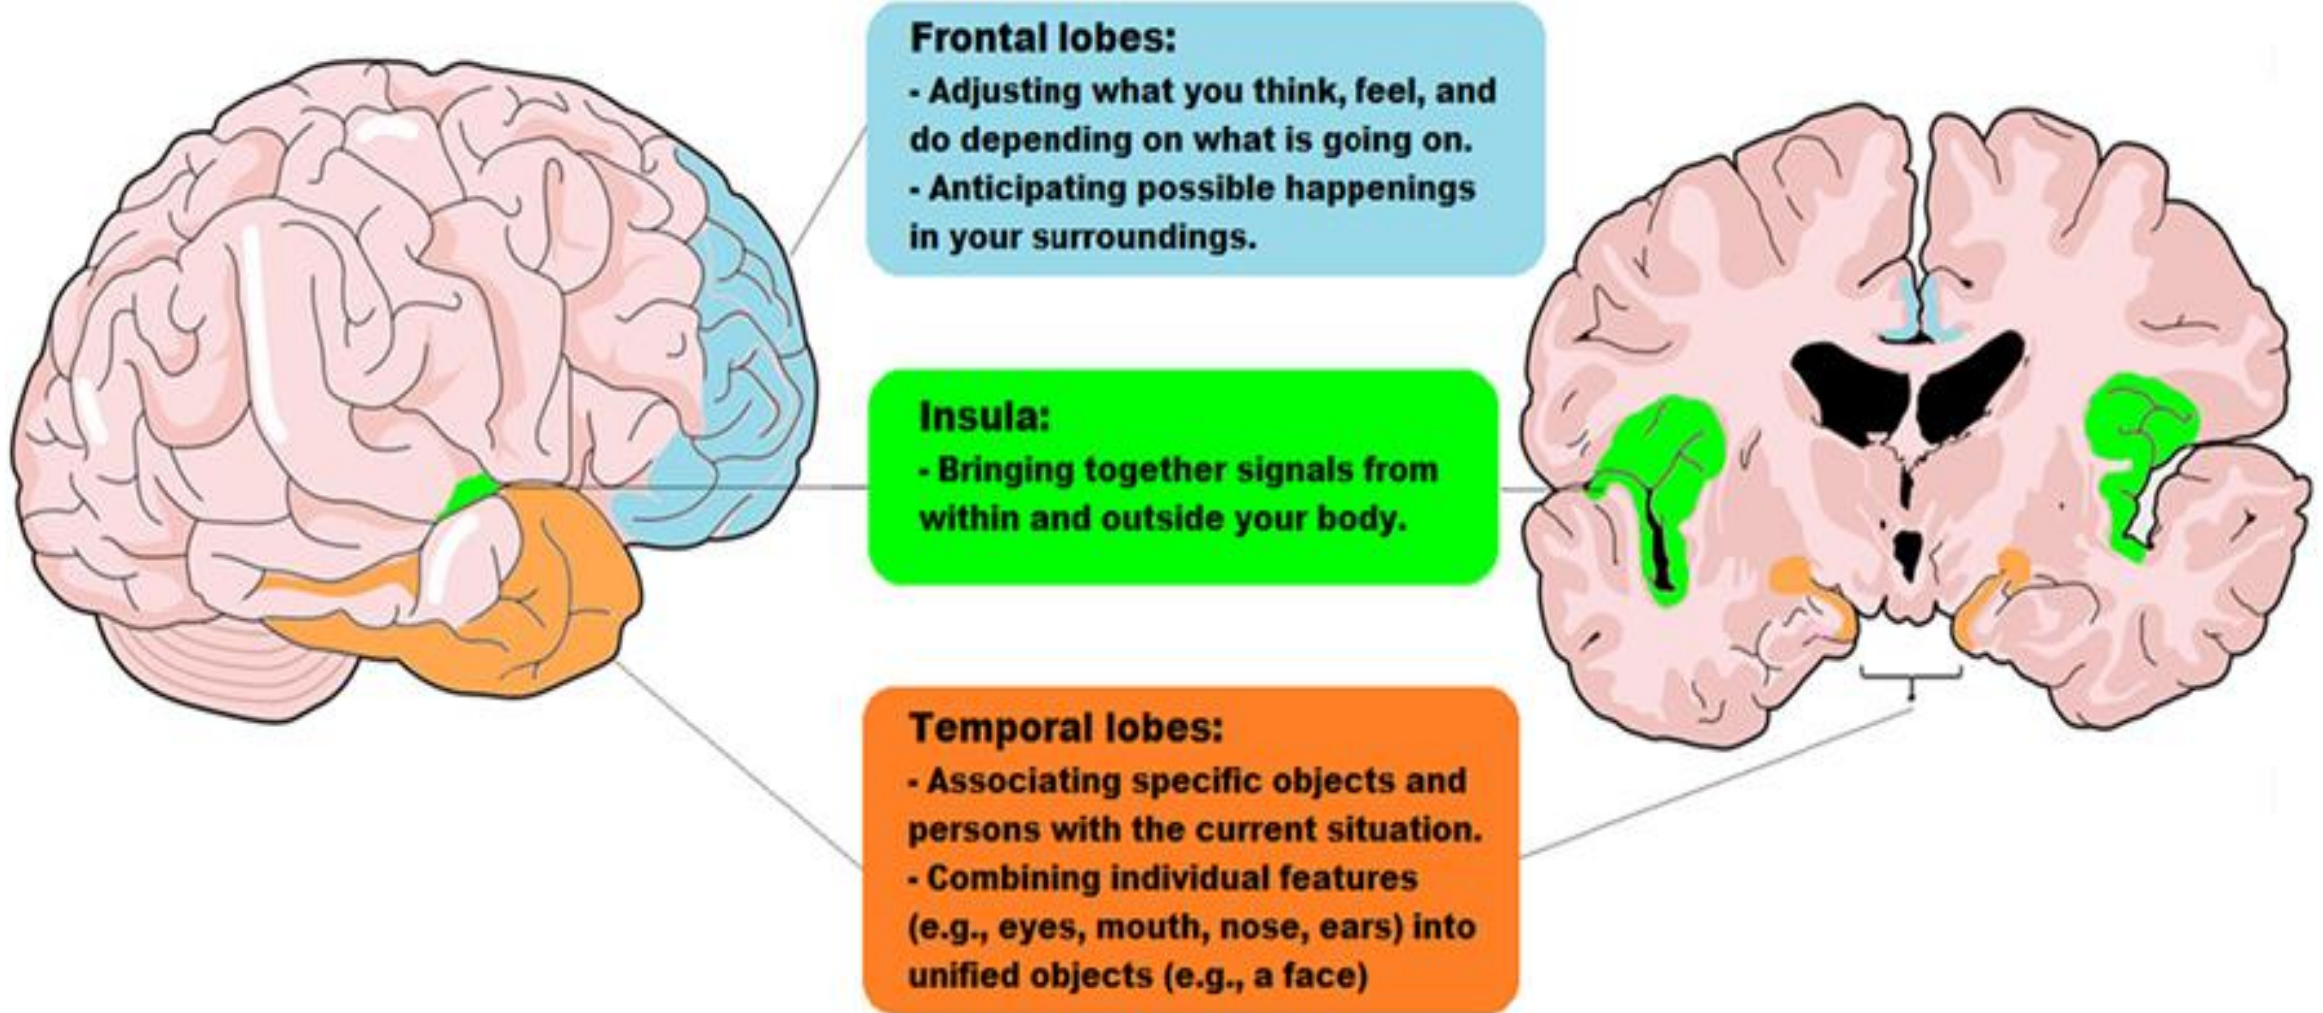 Frontal lobes:
- Adjusting what you think, feel, and
do depending on what is going on.
- Anticipating possible happenings
in your surroundings.
Insula:
- Bringing together signals from
within and outside your body.
Temporal lobes:
- Associating specific objects and
persons with the current situation.
- Combining individual features
(e.g., eyes, mouth, nose, ears) into
unified objects (e.g., a face)